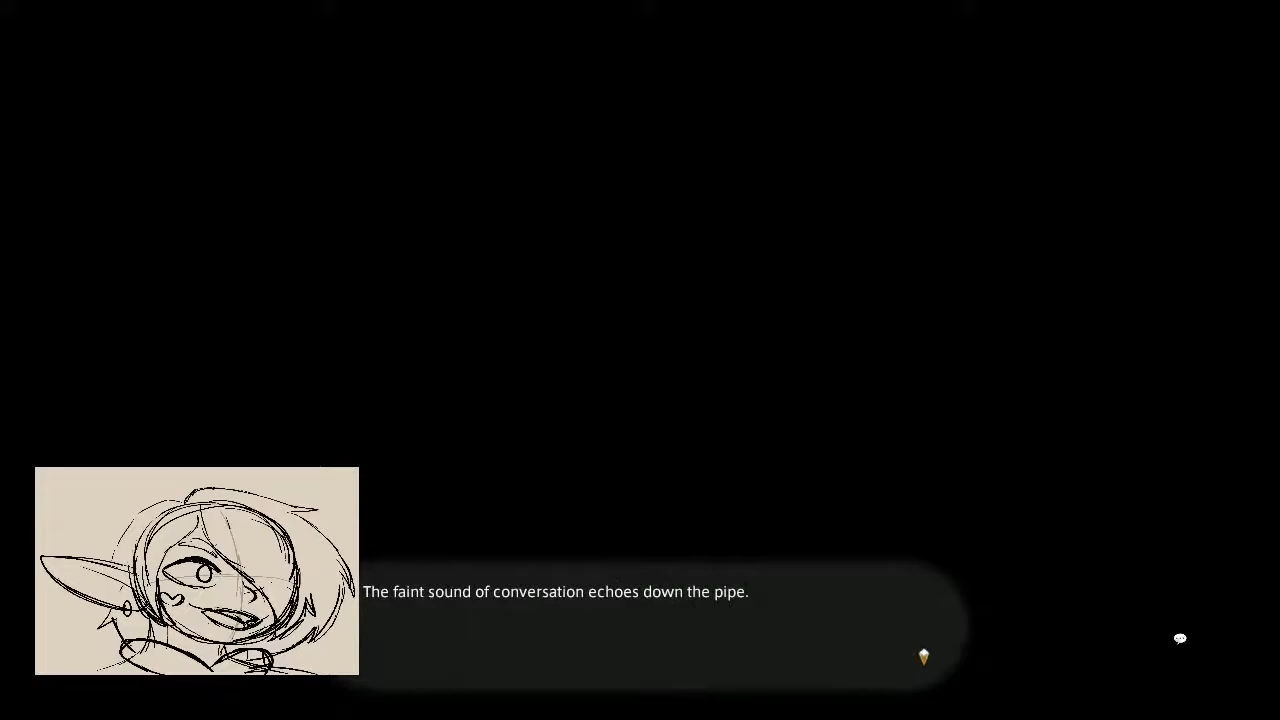 The faint sound of conversation echoes down the pipe.